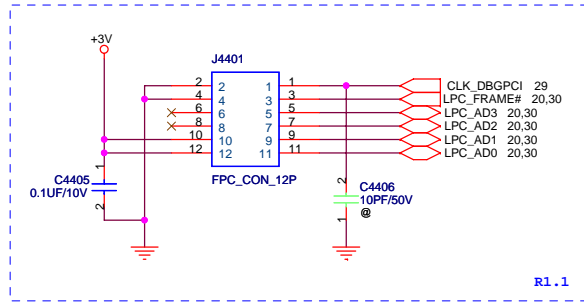 +3V
J4401
2 2 1 1 CLK_DBGPCI 29
4 4 3 3 LPC_FRAME# 20,30
6 6 5 5 LPC_AD3 20,30
8 8 7 7 LPC_AD2 20,30
10 10 9 9 LPC_AD1 20,30
12 12 11 11 LPC_AD0 20,30
FPC_CON_12P
1
C4405
0.1UF/10V
2
2
C4406
10PF/50V
@
1
R1.1